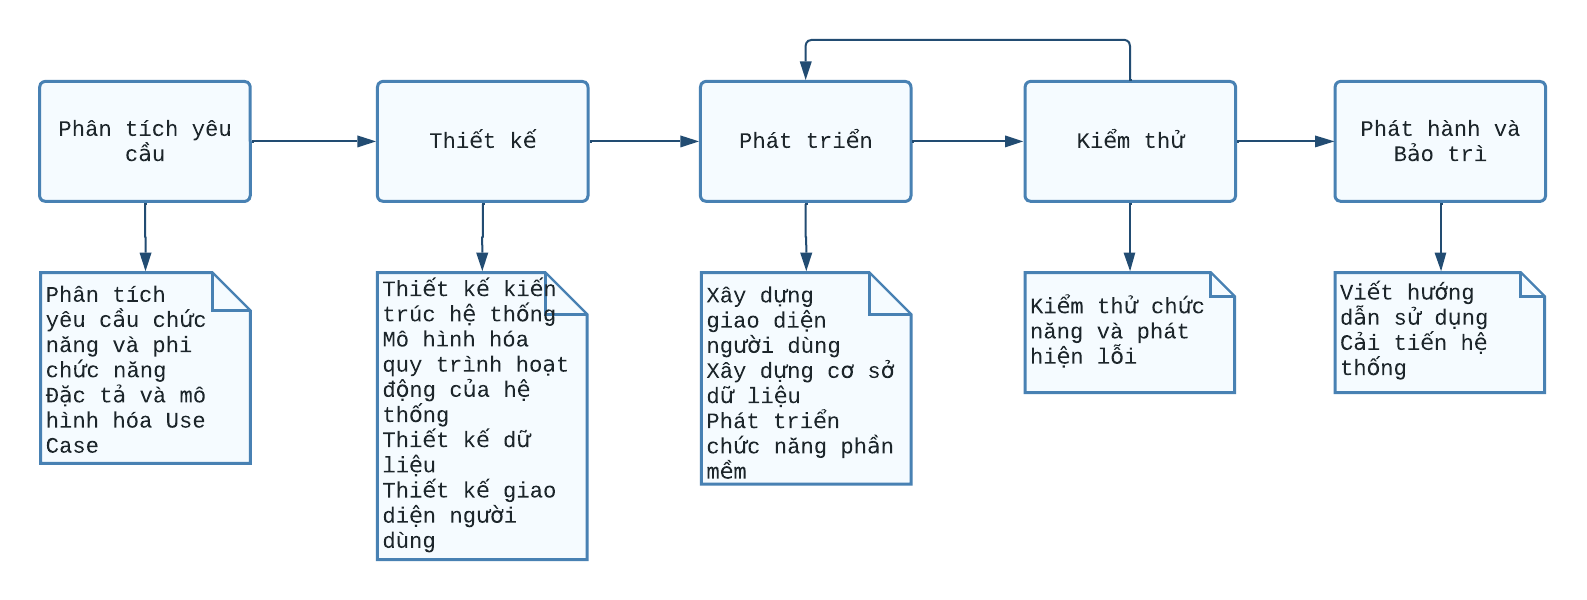 Phân tích yêu
cầu
Thiết kế
Phát triển
Kiểm thử
Phát hành và
Bảo trì
Phân tích
yêu cầu chức
năng và phi
chức năng
Đặc tả và mô
hình hóa Use
Case
Thiết kế kiến
trúc hệ thống
Mô hình hóa
quy trình hoạt
động của hệ
thống
Thiết kế dữ
liệu
Thiết kế giao
diện người
dùng
Xây dựng
giao diện
người dùng
Xây dựng cơ sở
dữ liệu
Phát triển
chức năng phần
mềm
Kiểm thử chức
năng và phát
hiện lỗi
Viết hướng
dẫn sử dụng
Cải tiến hệ
thống